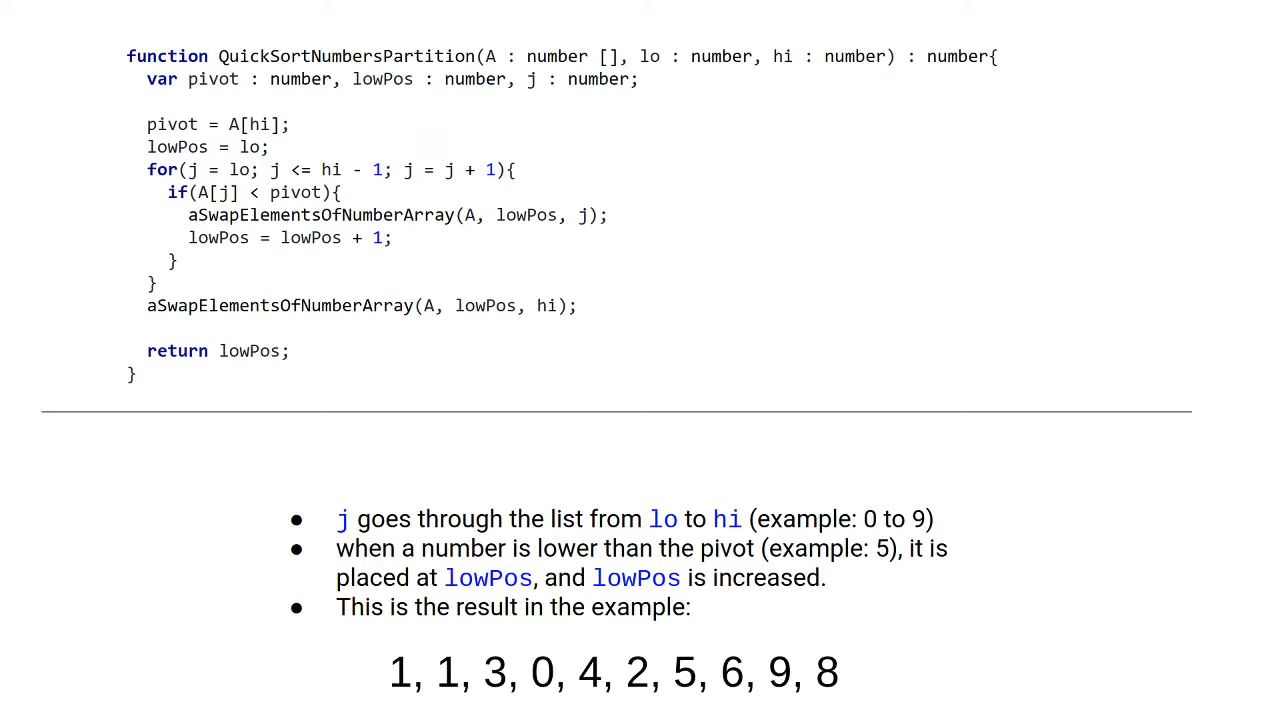 function QuickSortNumbersPartition(A : number [], lo : number, hi : number) : number{
var pivot : number, lowPos : number, j : number;
pivot = A[hi];
lowPos = lo;
for(j = lo; j <= hi - 1; j = j + 1){
if(A[j] < pivot){
aSwapElementsOfNumberArray(A, lowPos, j);
lowPos = lowPos + 1;
}
}
aSwapElementsOfNumberArray(A, lowPos, hi);
return lowPos;
}
● j goes through the list from lo to hi (example: 0 to 9)
● when a number is lower than the pivot (example: 5), it is
placed at lowPos, and lowPos is increased.
● This is the result in the example:
1, 1, 3, 0, 4, 2, 5, 6, 9, 8